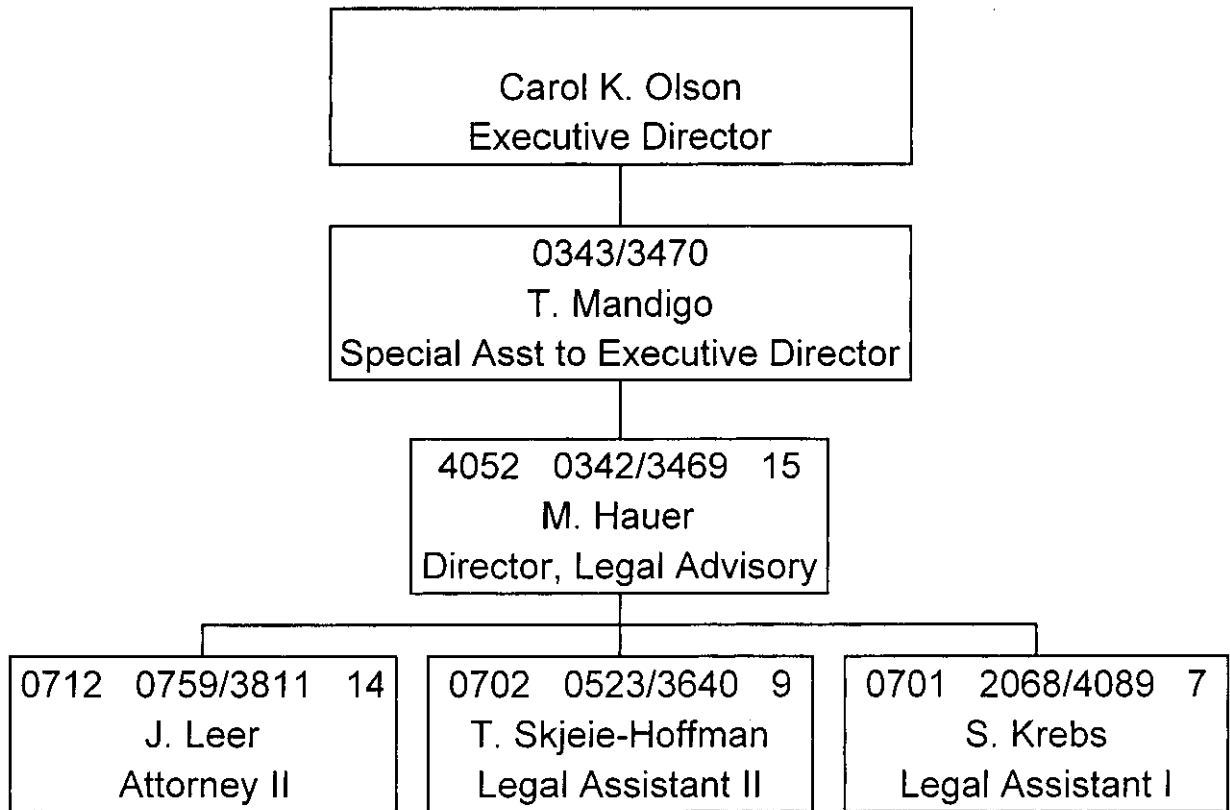 Carol K. Olson
Executive Director
0343/3470
T. Mandigo
Special Asst to Executive Director
4052 0342/3469 15
M. Hauer
Director, Legal Advisory
0712 0759/3811 14
J. Leer
Attorney II
0702 0523/3640 9
T. Skjeie-Hoffman
Legal Assistant II
0701 2068/4089 7
S. Krebs
Legal Assistant I